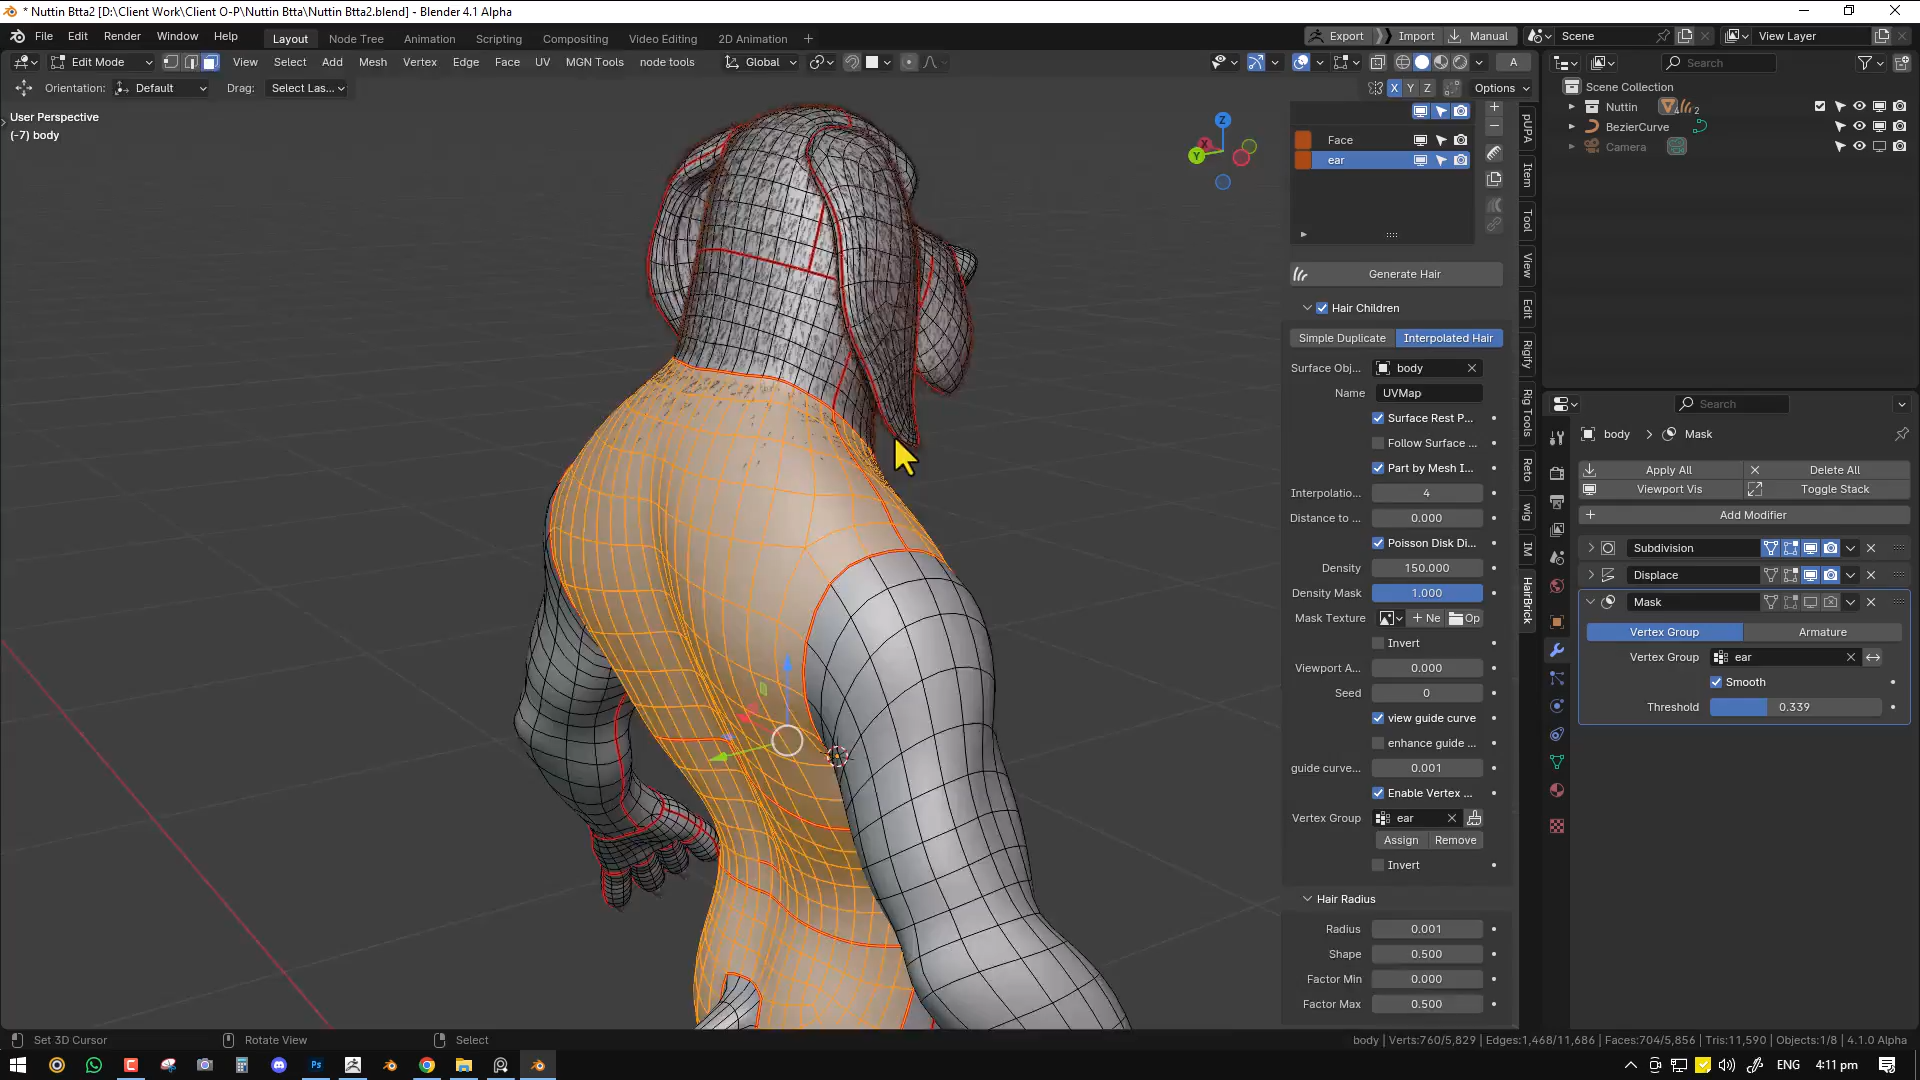 * Nuttin Btta2 [D:\Client Work\Client O-P\Nuttin Btta\Nuttin Btta2.blend] - Blender 4.1 Alpha
File Edit Render Window Help
Layout Node Tree Animation Scripting Compositing Video Editing 2D Animation +
Export Import Manual Scene View Layer
Edit Mode View Select Add Mesh Vertex Edge Face UV MGN Tools node tools Global
A Search
Orientation: Default Drag: Select Las...
X Y Z Options
User Perspective
(-7) body
Z
X
Y
Face
ear
Generate Hair
Hair Children
Simple Duplicate Interpolated Hair
Surface Obj... body
Name UVMap
Surface Rest P...
Follow Surface ...
Part by Mesh I...
Interpolatio... 4
Distance to ... 0.000
Poisson Disk Di...
Density 150.000
Density Mask 1.000
Mask Texture + Ne Op
Invert
Viewport A... 0.000
Seed 0
view guide curve
enhance guide ...
guide curve... 0.001
Enable Vertex ...
Vertex Group ear
Assign Remove
Invert
Hair Radius
Radius 0.001
Shape 0.500
Factor Min 0.000
Factor Max 0.500
pUPA
Item
Tool
View
Edit
Rigify
Rig Tools
Reto
wig
IM
HairBrick
Scene Collection
Nuttin 2
BezierCurve
Camera
Search
body > Mask
Apply All Delete All
Viewport Vis Toggle Stack
Add Modifier
Subdivision
Displace
Mask
Vertex Group Armature
Vertex Group ear
Smooth
Threshold 0.339
Set 3D Cursor Rotate View Select
body | Verts:760/5,829 | Edges:1,468/11,686 | Faces:704/5,856 | Tris:11,590 | Objects:1/8 | 4.1.0 Alpha
Ps
ENG 4:11 pm